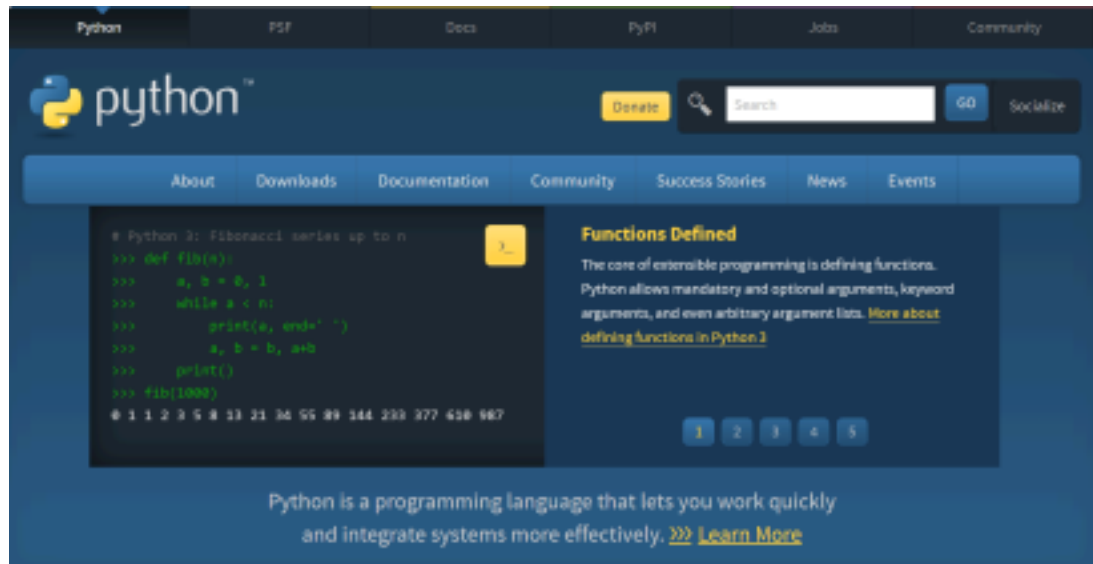 Python PSF Docs PyPI Jobs Community
python™
Donate Search GO Socialize
About Downloads Documentation Community Success Stories News Events
# Python 3: Fibonacci series up to n
>>> def fib(n):
>>>     a, b = 0, 1
>>>     while a < n:
>>>         print(a, end=' ')
>>>         a, b = b, a+b
>>>     print()
>>> fib(1000)
0 1 1 2 3 5 8 13 21 34 55 89 144 233 377 610 987
>_
Functions Defined
The core of extensible programming is defining functions.
Python allows mandatory and optional arguments, keyword
arguments, and even arbitrary argument lists. More about
defining functions in Python 3
1 2 3 4 5
Python is a programming language that lets you work quickly
and integrate systems more effectively. >>> Learn More